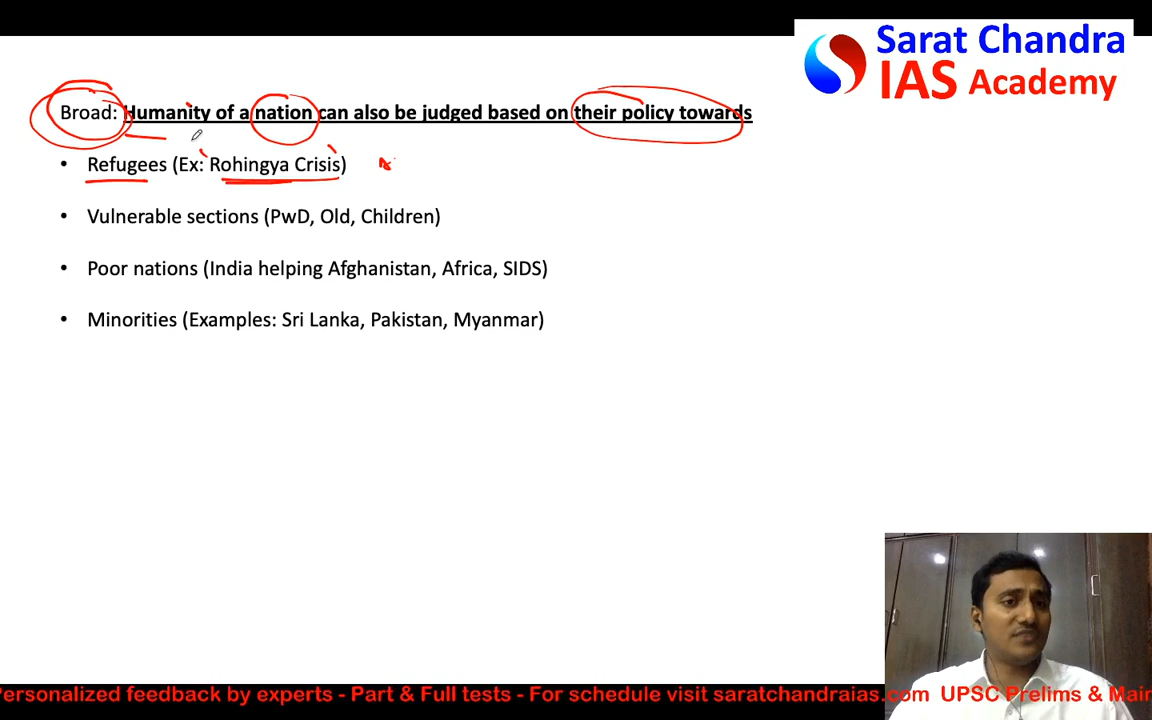 Sarat Chandra
IAS Academy
Broad: Humanity of a nation can also be judged based on their policy towards
• Refugees (Ex: Rohingya Crisis)
• Vulnerable sections (PwD, Old, Children)
• Poor nations (India helping Afghanistan, Africa, SIDS)
• Minorities (Examples: Sri Lanka, Pakistan, Myanmar)
Personalized feedback by experts - Part & Full tests - For schedule visit saratchandraias.com UPSC Prelims & Mai